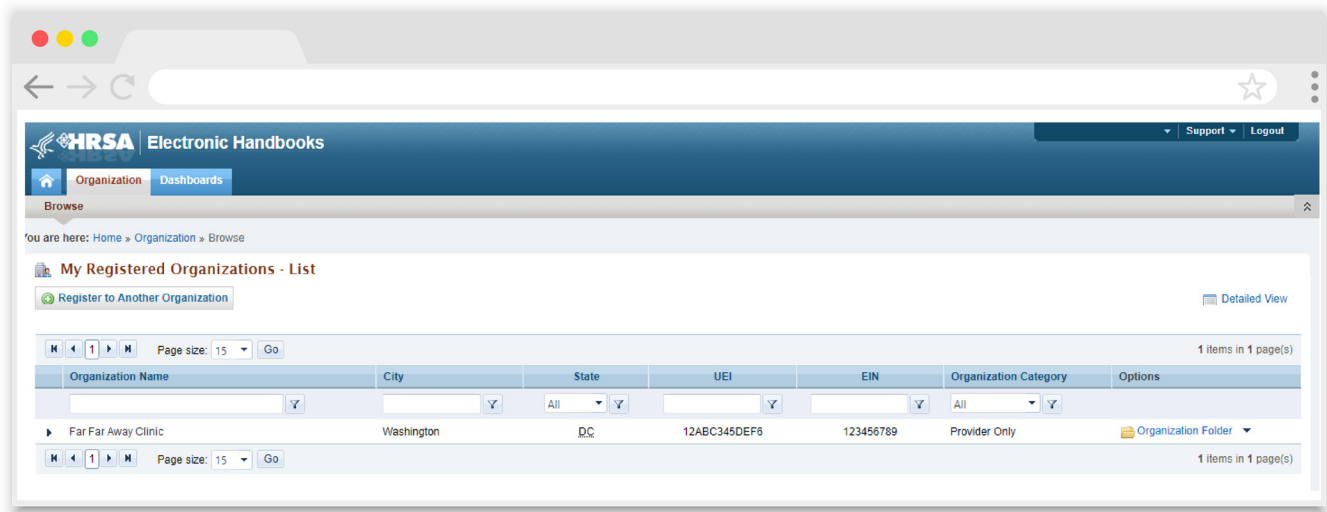 HRSA Electronic Handbooks
Support Logout
Organization Dashboards
Browse
You are here: Home » Organization » Browse
My Registered Organizations - List
Register to Another Organization Detailed View
1 Page size: 15 Go 1 items in 1 page(s)
Organization Name City State UEI EIN Organization Category Options
All All
Far Far Away Clinic Washington DC 12ABC345DEF6 123456789 Provider Only Organization Folder
1 Page size: 15 Go 1 items in 1 page(s)